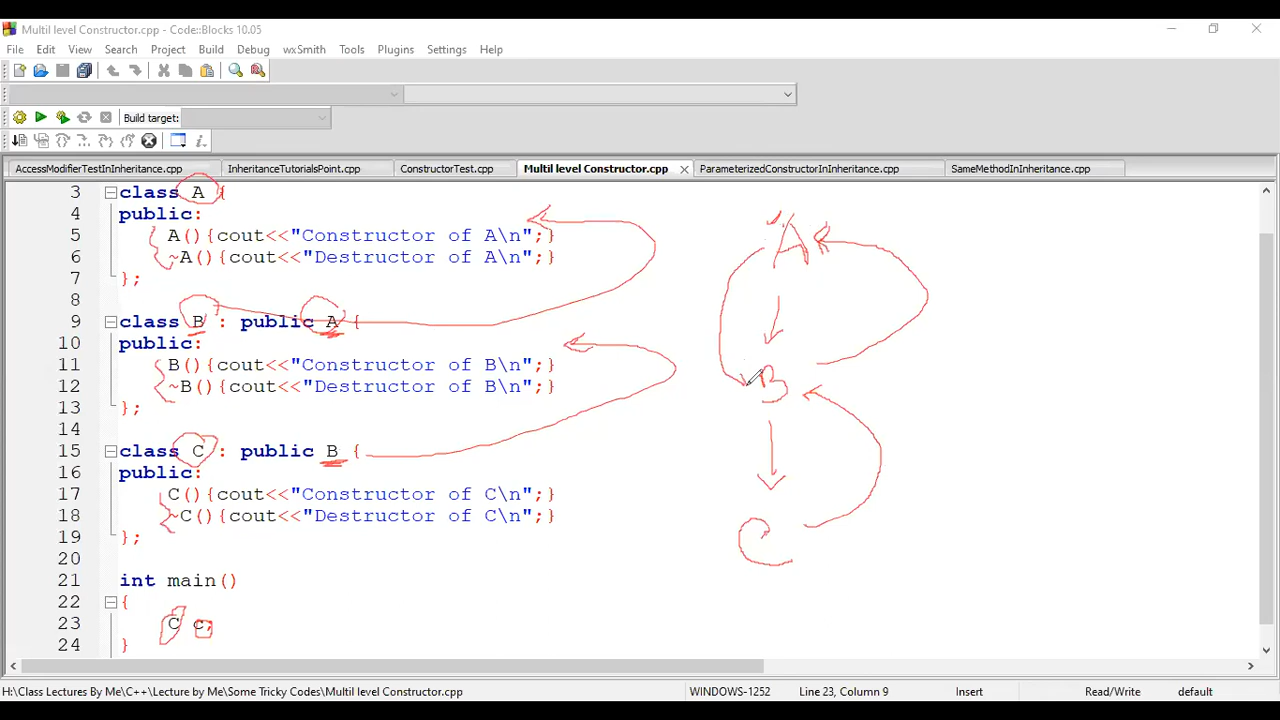 Multil level Constructor.cpp - Code::Blocks 10.05
File Edit View Search Project Build Debug wxSmith Tools Plugins Settings Help
Build target:
AccessModifierTestInInheritance.cpp InheritanceTutorialsPoint.cpp ConstructorTest.cpp Multil level Constructor.cpp ParameterizedConstructorInInheritance.cpp SameMethodInInheritance.cpp
3 class A {
4 public:
5 A(){cout<<"Constructor of A\n";}
6 ~A(){cout<<"Destructor of A\n";}
7 };
8
9 class B : public A {
10 public:
11 B(){cout<<"Constructor of B\n";}
12 ~B(){cout<<"Destructor of B\n";}
13 };
14
15 class C : public B {
16 public:
17 C(){cout<<"Constructor of C\n";}
18 ~C(){cout<<"Destructor of C\n";}
19 };
20
21 int main()
22 {
23 C c;
24 }
A
B
C
H:\Class Lectures By Me\C++\Lecture by Me\Some Tricky Codes\Multil level Constructor.cpp WINDOWS-1252 Line 23, Column 9 Insert Read/Write default